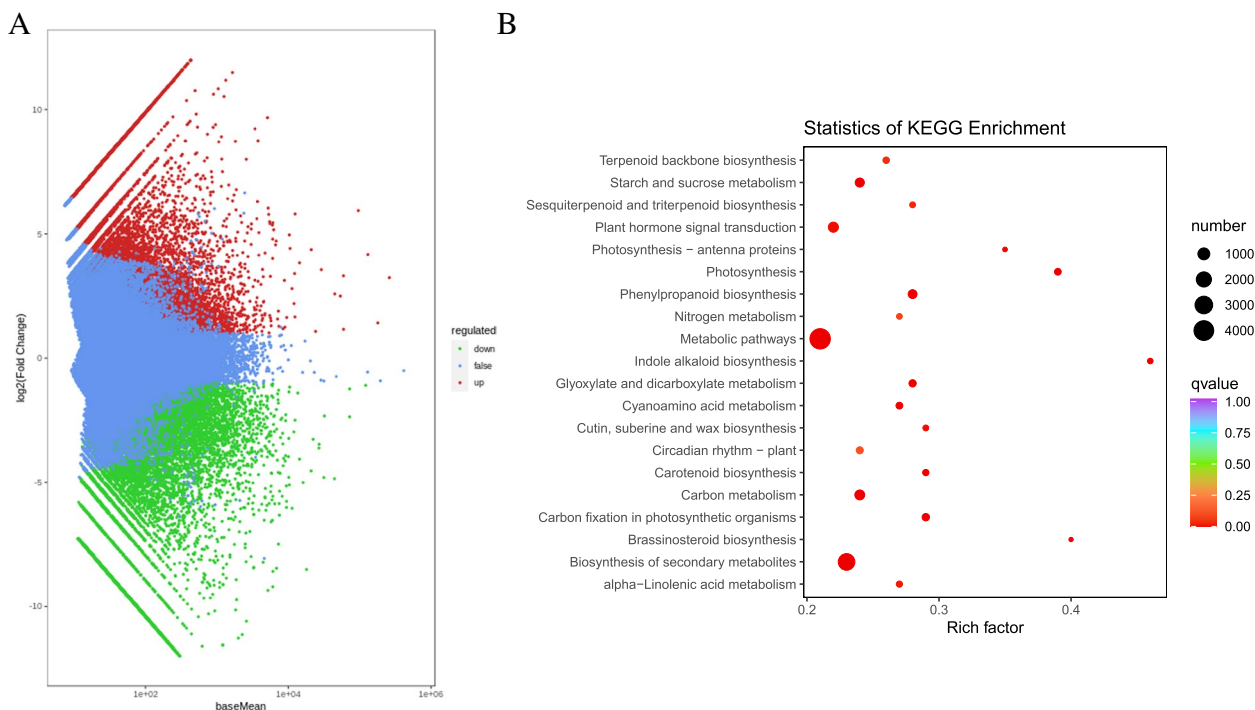 A
B
10
5
0
-5
-10
log2(Fold Change)
1e+02
1e+04
1e+06
baseMean
regulated
down
false
up
Statistics of KEGG Enrichment
Terpenoid backbone biosynthesis
Starch and sucrose metabolism
Sesquiterpenoid and triterpenoid biosynthesis
Plant hormone signal transduction
Photosynthesis − antenna proteins
Photosynthesis
Phenylpropanoid biosynthesis
Nitrogen metabolism
Metabolic pathways
Indole alkaloid biosynthesis
Glyoxylate and dicarboxylate metabolism
Cyanoamino acid metabolism
Cutin, suberine and wax biosynthesis
Circadian rhythm − plant
Carotenoid biosynthesis
Carbon metabolism
Carbon fixation in photosynthetic organisms
Brassinosteroid biosynthesis
Biosynthesis of secondary metabolites
alpha−Linolenic acid metabolism
0.2
0.3
0.4
Rich factor
number
1000
2000
3000
4000
qvalue
1.00
0.75
0.50
0.25
0.00